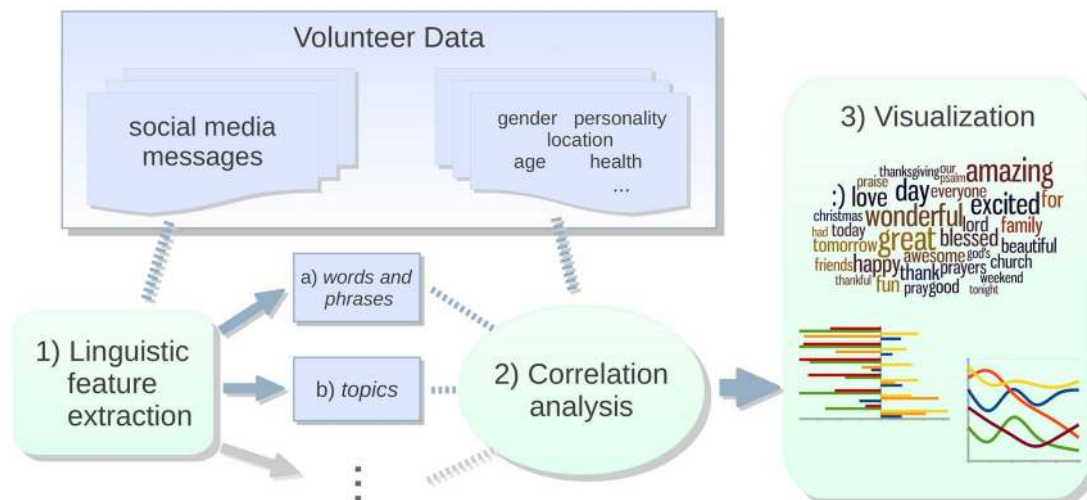 Volunteer Data
social media
messages
gender personality
location
age health
...
3) Visualization
thanksgiving our amazing
praise psalm
:) love day everyone excited for
christmas wonderful lord family
had today great blessed beautiful
tomorrow awesome god's church
friends happy thank prayers weekend
thankful fun pray good tonight
a) words and
phrases
1) Linguistic
feature
extraction
b) topics
2) Correlation
analysis